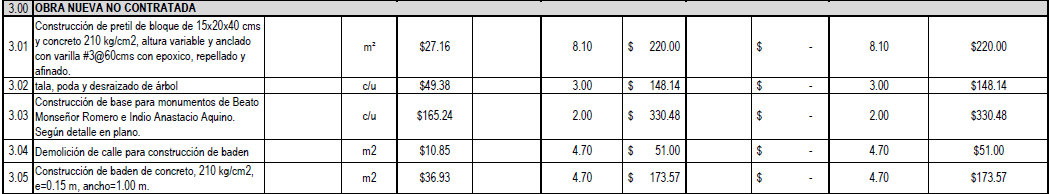 3.00 OBRA NUEVA NO CONTRATADA
Construcción de pretil de bloque de 15x20x40 cms
y concreto 210 kg/cm2, altura variable y anclado
3.01 con varilla #3@60cms con epoxico, repellado y m² $27.16 8.10 $ 220.00 $ - 8.10 $220.00
afinado.
3.02 tala, poda y desraizado de árbol c/u $49.38 3.00 $ 148.14 $ - 3.00 $148.14
Construcción de base para monumentos de Beato
3.03 Monseñor Romero e Indio Anastacio Aquino. c/u $165.24 2.00 $ 330.48 $ - 2.00 $330.48
Según detalle en plano.
3.04 Demolición de calle para construcción de baden m2 $10.85 4.70 $ 51.00 $ - 4.70 $51.00
3.05 Construcción de baden de concreto, 210 kg/cm2, m2 $36.93 4.70 $ 173.57 $ - 4.70 $173.57
e=0.15 m, ancho=1.00 m.